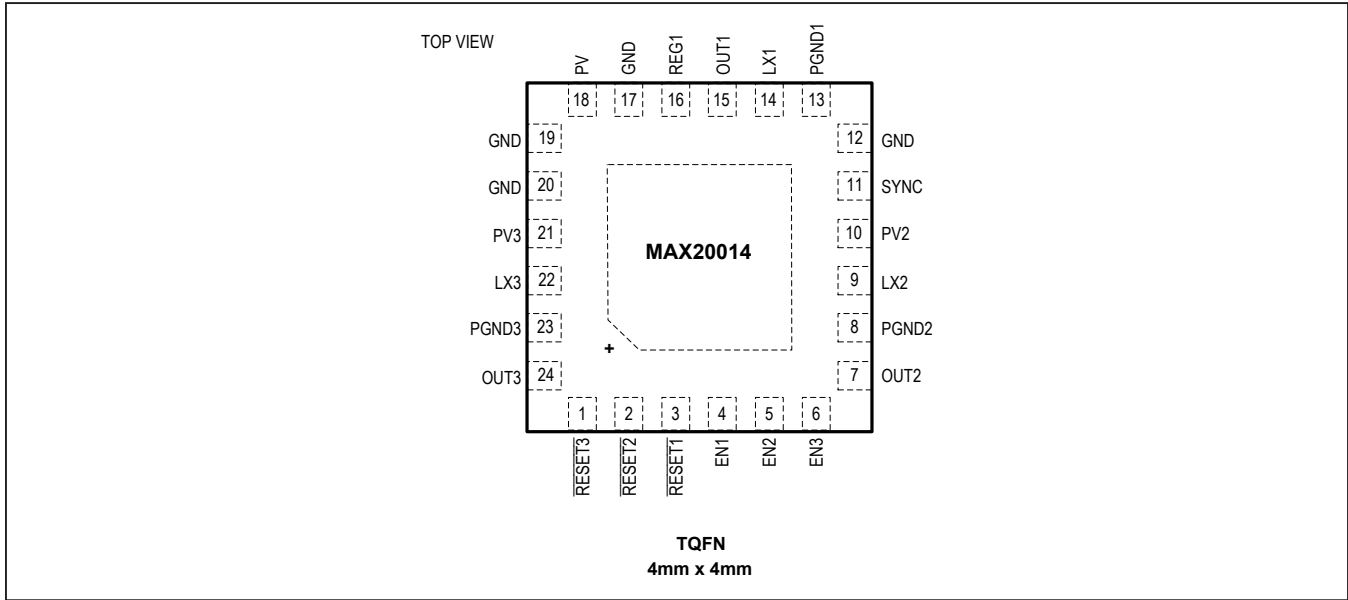 TOP VIEW
PV
GND
REG1
OUT1
LX1
PGND1
18
17
16
15
14
13
GND 19
12 GND
GND 20
11 SYNC
PV3 21
10 PV2
MAX20014
LX3 22
9 LX2
PGND3 23
8 PGND2
+
OUT3 24
7 OUT2
1
2
3
4
5
6
RESET3
RESET2
RESET1
EN1
EN2
EN3
TQFN
4mm x 4mm